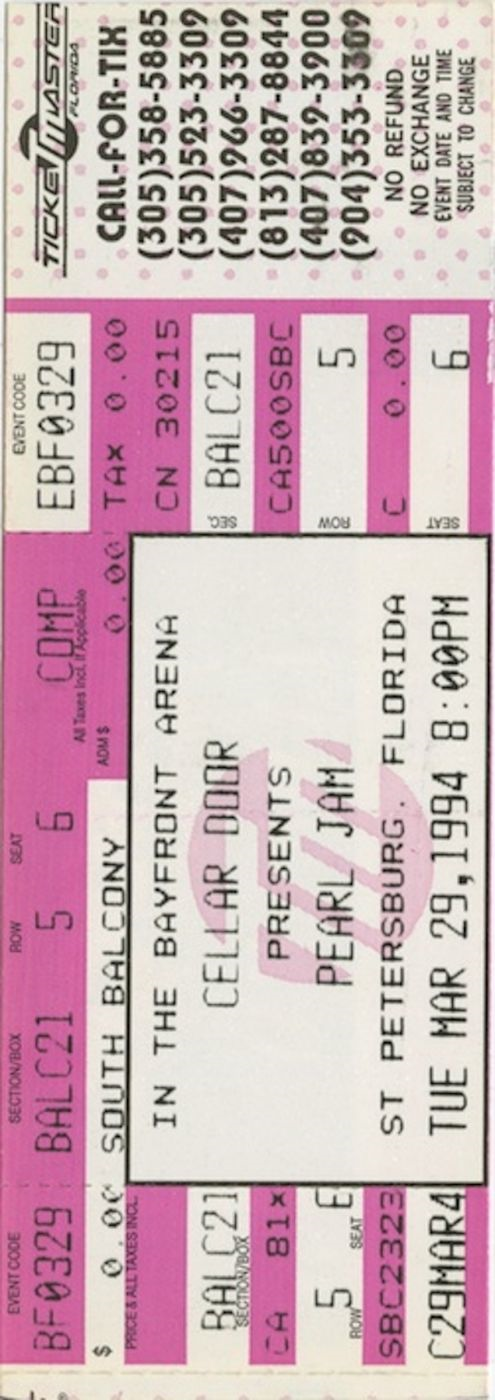 EVENT CODE
BF0329
$ 0.00
PRICE & ALL TAXES INCL.
BALC21
SECTION/BOX
CA 81×
5
ROW SEAT
SBC2323
C29MAR4
SECTION/BOX ROW SEAT
BALC21 5 6 COMP
All Taxes Incl. If Applicable
SOUTH BALCONY ADM $ 0.00
IN THE BAYFRONT ARENA
CELLAR DOOR
PRESENTS
PEARL JAM
ST PETERSBURG. FLORIDA
TUE MAR 29,1994 8:00PM
EVENT CODE
EBF0329
TAX 0.00
CN 30215
SEC. BALC21
CA500SBC
ROW 5
C 0.00
SEAT 6
TICKETMASTER
FLORIDA
CALL-FOR-TIX
(305)358-5885
(305)523-3309
(407)966-3309
(813)287-8844
(407)839-3900
(904)353-3309
NO REFUND
NO EXCHANGE
EVENT DATE AND TIME
SUBJECT TO CHANGE